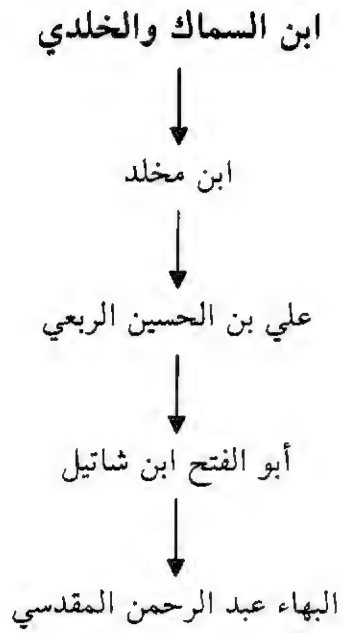 ابن السماك والخلدي
ابن مخلد
علي بن الحسين الربعي
أبو الفتح ابن شاتيل
البهاء عبد الرحمن المقدسي